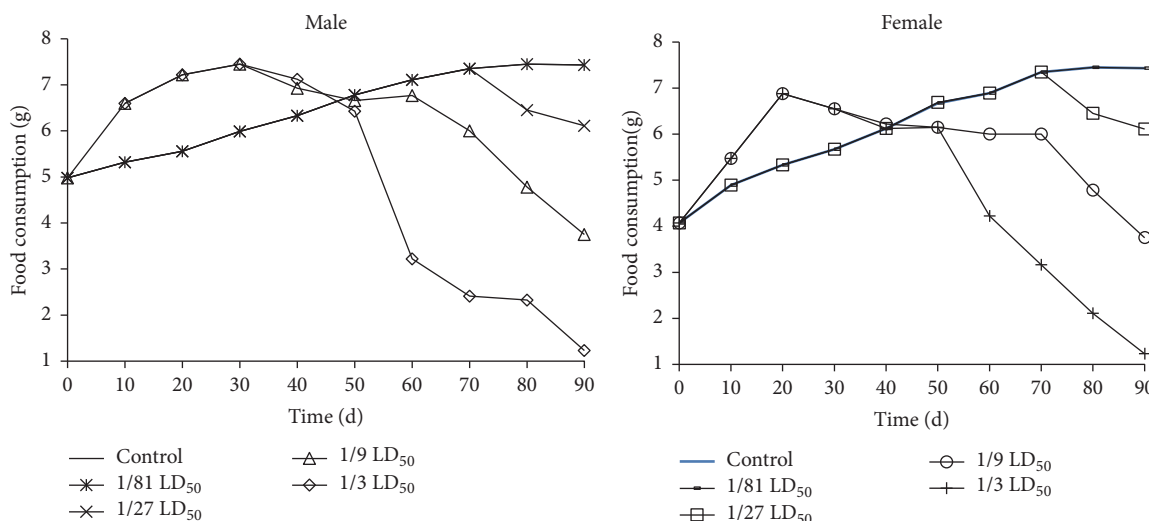 Male
Food consumption (g)
8
7
6
5
4
3
2
1
0 10 20 30 40 50 60 70 80 90
Time (d)
Control
1/81 LD50
1/27 LD50
1/9 LD50
1/3 LD50
Female
Food consumption(g)
8
7
6
5
4
3
2
1
0 10 20 30 40 50 60 70 80 90
Time (d)
Control
1/81 LD50
1/27 LD50
1/9 LD50
1/3 LD50